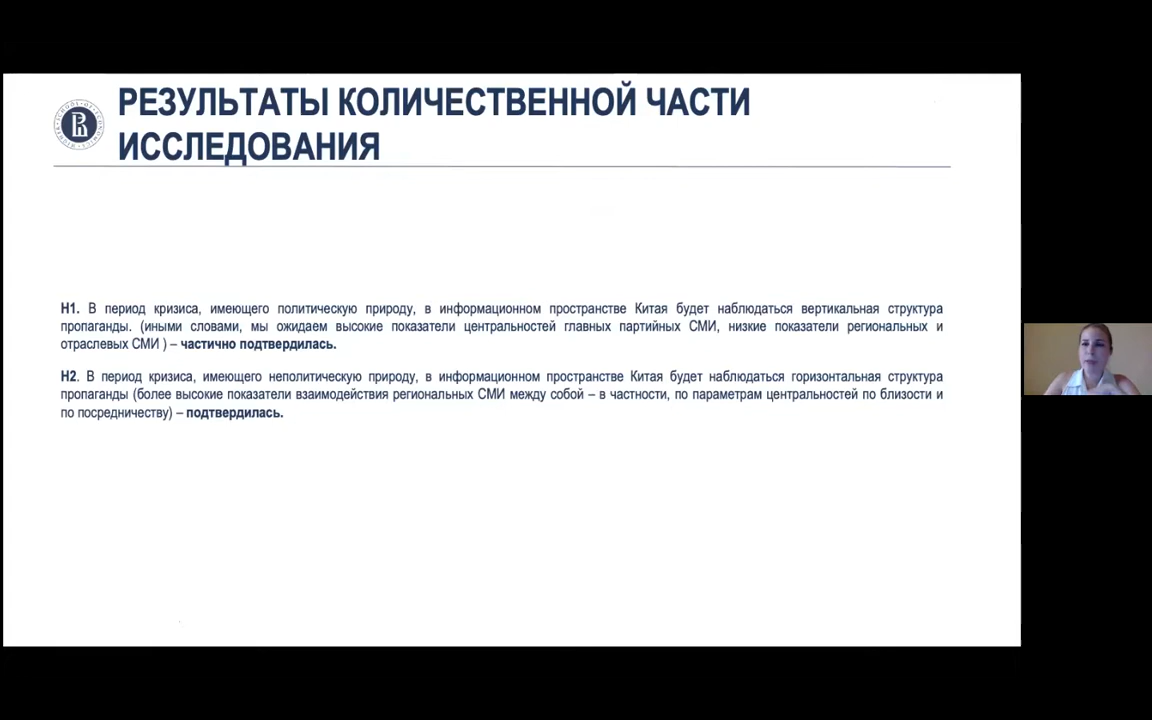 РЕЗУЛЬТАТЫ КОЛИЧЕСТВЕННОЙ ЧАСТИ
ИССЛЕДОВАНИЯ
H1. В период кризиса, имеющего политическую природу, в информационном пространстве Китая будет наблюдаться вертикальная структура
пропаганды. (иными словами, мы ожидаем высокие показатели центральностей главных партийных СМИ, низкие показатели региональных и
отраслевых СМИ ) – частично подтвердилась.
H2. В период кризиса, имеющего неполитическую природу, в информационном пространстве Китая будет наблюдаться горизонтальная структура
пропаганды (более высокие показатели взаимодействия региональных СМИ между собой – в частности, по параметрам центральностей по близости и
по посредничеству) – подтвердилась.